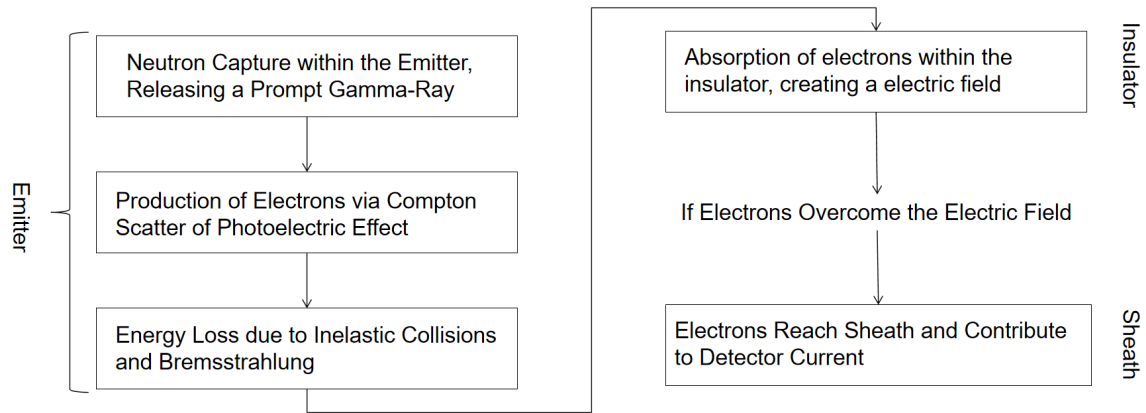 Emitter
Neutron Capture within the Emitter,
Releasing a Prompt Gamma-Ray
Production of Electrons via Compton
Scatter of Photoelectric Effect
Energy Loss due to Inelastic Collisions
and Bremsstrahlung
Insulator
Absorption of electrons within the
insulator, creating a electric field
If Electrons Overcome the Electric Field
Sheath
Electrons Reach Sheath and Contribute
to Detector Current